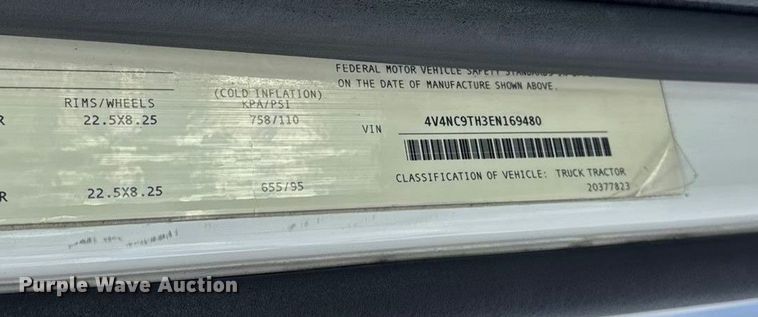 FEDERAL MOTOR VEHICLE SAFETY STANDARDS IN
ON THE DATE OF MANUFACTURE SHOWN ABOVE.
RIMS/WHEELS (COLD INFLATION) KPA/PSI
R 22.5X8.25 758/110
VIN 4V4NC9TH3EN169480
R 22.5X8.25 655/95
CLASSIFICATION OF VEHICLE: TRUCK TRACTOR
20377823
Purple Wave Auction